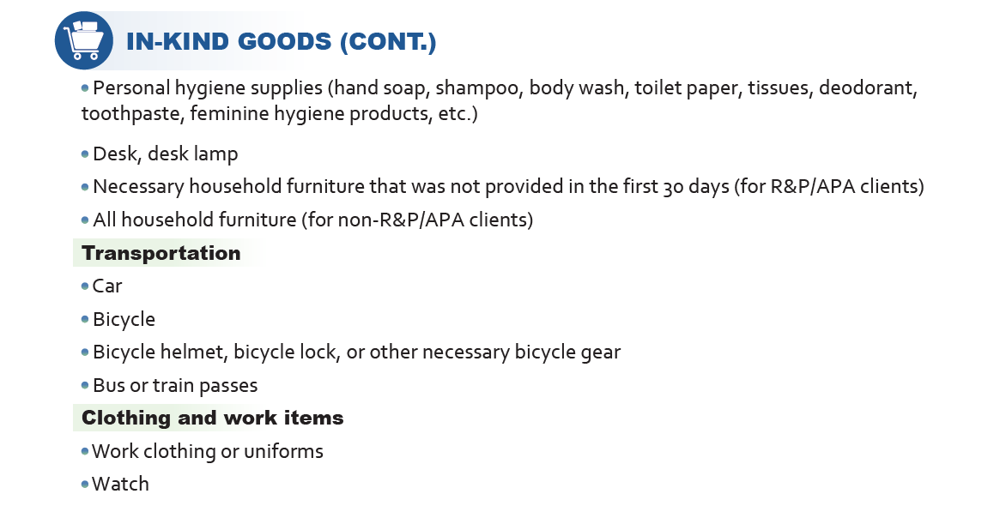 IN-KIND GOODS (CONT.)
• Personal hygiene supplies (hand soap, shampoo, body wash, toilet paper, tissues, deodorant,
toothpaste, feminine hygiene products, etc.)
• Desk, desk lamp
• Necessary household furniture that was not provided in the first 30 days (for R&P/APA clients)
• All household furniture (for non-R&P/APA clients)
Transportation
• Car
• Bicycle
• Bicycle helmet, bicycle lock, or other necessary bicycle gear
• Bus or train passes
Clothing and work items
• Work clothing or uniforms
• Watch